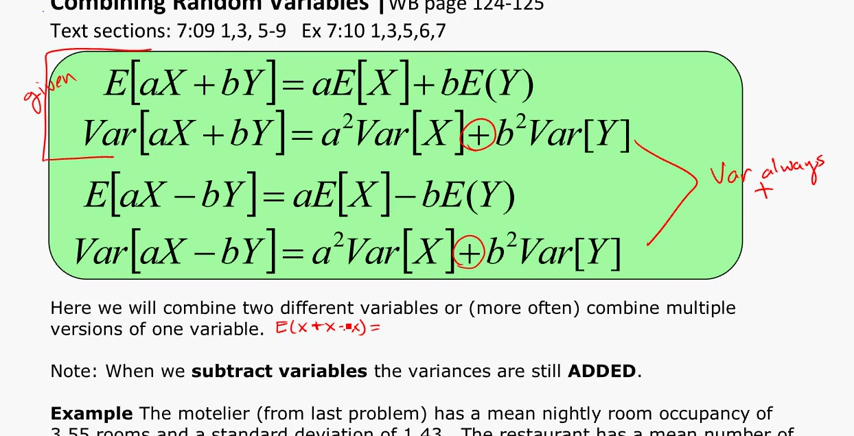 Combining Random Variables | WB page 124-125
Text sections: 7:09 1,3, 5-9 Ex 7:10 1,3,5,6,7
given
E[aX + bY] = aE[X] + bE(Y)
Var[aX + bY] = a²Var[X] + b²Var[Y]
Var always
+
E[aX − bY] = aE[X] − bE(Y)
Var[aX − bY] = a²Var[X] + b²Var[Y]
Here we will combine two different variables or (more often) combine multiple
versions of one variable. E(x+x-..x) =
Note: When we subtract variables the variances are still ADDED.
Example The motelier (from last problem) has a mean nightly room occupancy of
3.55 rooms and a standard deviation of 1.43. The restaurant has a mean number of